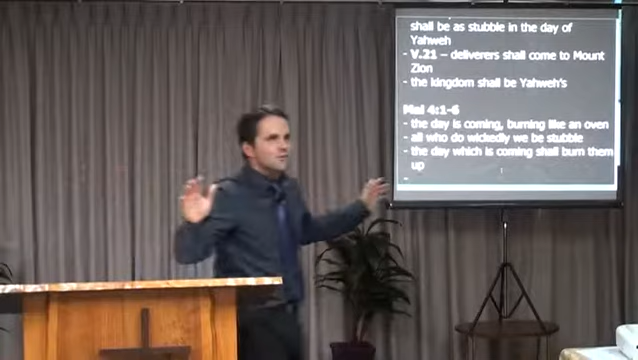 shall be as stubble in the day of
Yahweh
- V.21 – deliverers shall come to Mount
Zion
- the kingdom shall be Yahweh's
Mal 4:1-6
- the day is coming, burning like an oven
- all who do wickedly we be stubble
- the day which is coming shall burn them
up
-